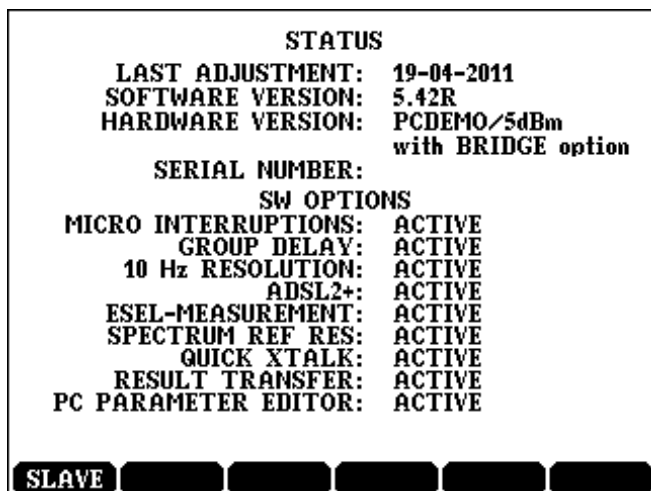 STATUS
LAST ADJUSTMENT: 19-04-2011
SOFTWARE VERSION: 5.42R
HARDWARE VERSION: PCDEMO/5dBm
with BRIDGE option
SERIAL NUMBER:
SW OPTIONS
MICRO INTERRUPTIONS: ACTIVE
GROUP DELAY: ACTIVE
10 Hz RESOLUTION: ACTIVE
ADSL2+: ACTIVE
ESEL-MEASUREMENT: ACTIVE
SPECTRUM REF RES: ACTIVE
QUICK XTALK: ACTIVE
RESULT TRANSFER: ACTIVE
PC PARAMETER EDITOR: ACTIVE
SLAVE